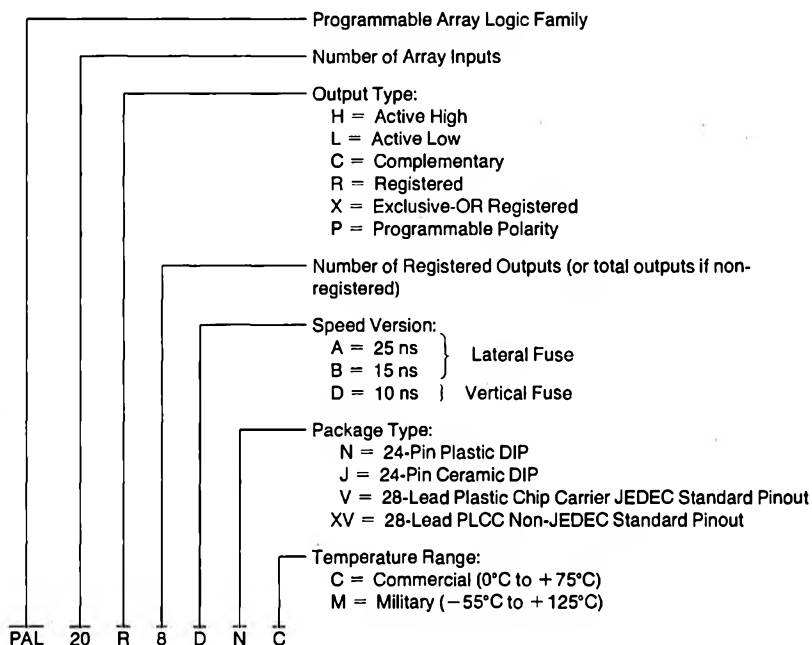 Programmable Array Logic Family
Number of Array Inputs
Output Type:
H = Active High
L = Active Low
C = Complementary
R = Registered
X = Exclusive-OR Registered
P = Programmable Polarity
Number of Registered Outputs (or total outputs if non-
registered)
Speed Version:
A = 25 ns
B = 15 ns
Lateral Fuse
D = 10 ns } Vertical Fuse
Package Type:
N = 24-Pin Plastic DIP
J = 24-Pin Ceramic DIP
V = 28-Lead Plastic Chip Carrier JEDEC Standard Pinout
XV = 28-Lead PLCC Non-JEDEC Standard Pinout
Temperature Range:
C = Commercial (0°C to +75°C)
M = Military (−55°C to +125°C)
PAL 20 R 8 D N C